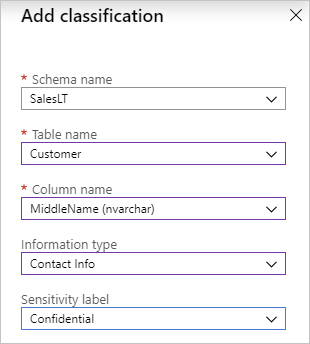 Add classification
* Schema name
SalesLT
* Table name
Customer
* Column name
MiddleName (nvarchar)
Information type
Contact Info
Sensitivity label
Confidential